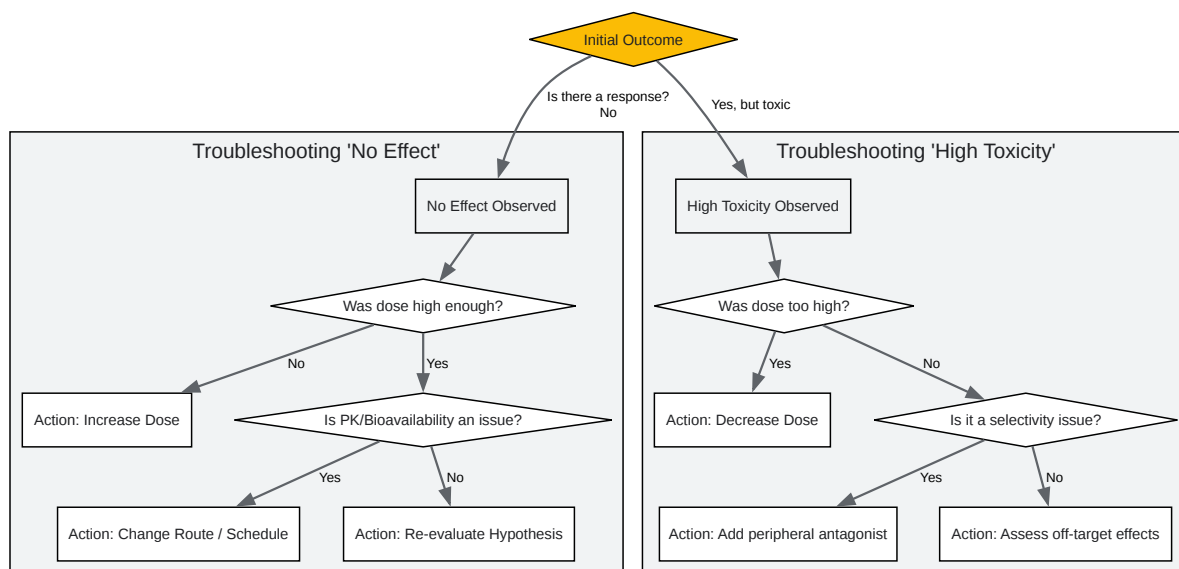 Initial Outcome
Is there a response?
No
Yes, but toxic
Troubleshooting 'No Effect'
Troubleshooting 'High Toxicity'
No Effect Observed
High Toxicity Observed
Was dose high enough?
Was dose too high?
No
Yes
Yes
No
Action: Increase Dose
Is PK/Bioavailability an issue?
Action: Decrease Dose
Is it a selectivity issue?
Yes
No
Yes
No
Action: Change Route / Schedule
Action: Re-evaluate Hypothesis
Action: Add peripheral antagonist
Action: Assess off-target effects